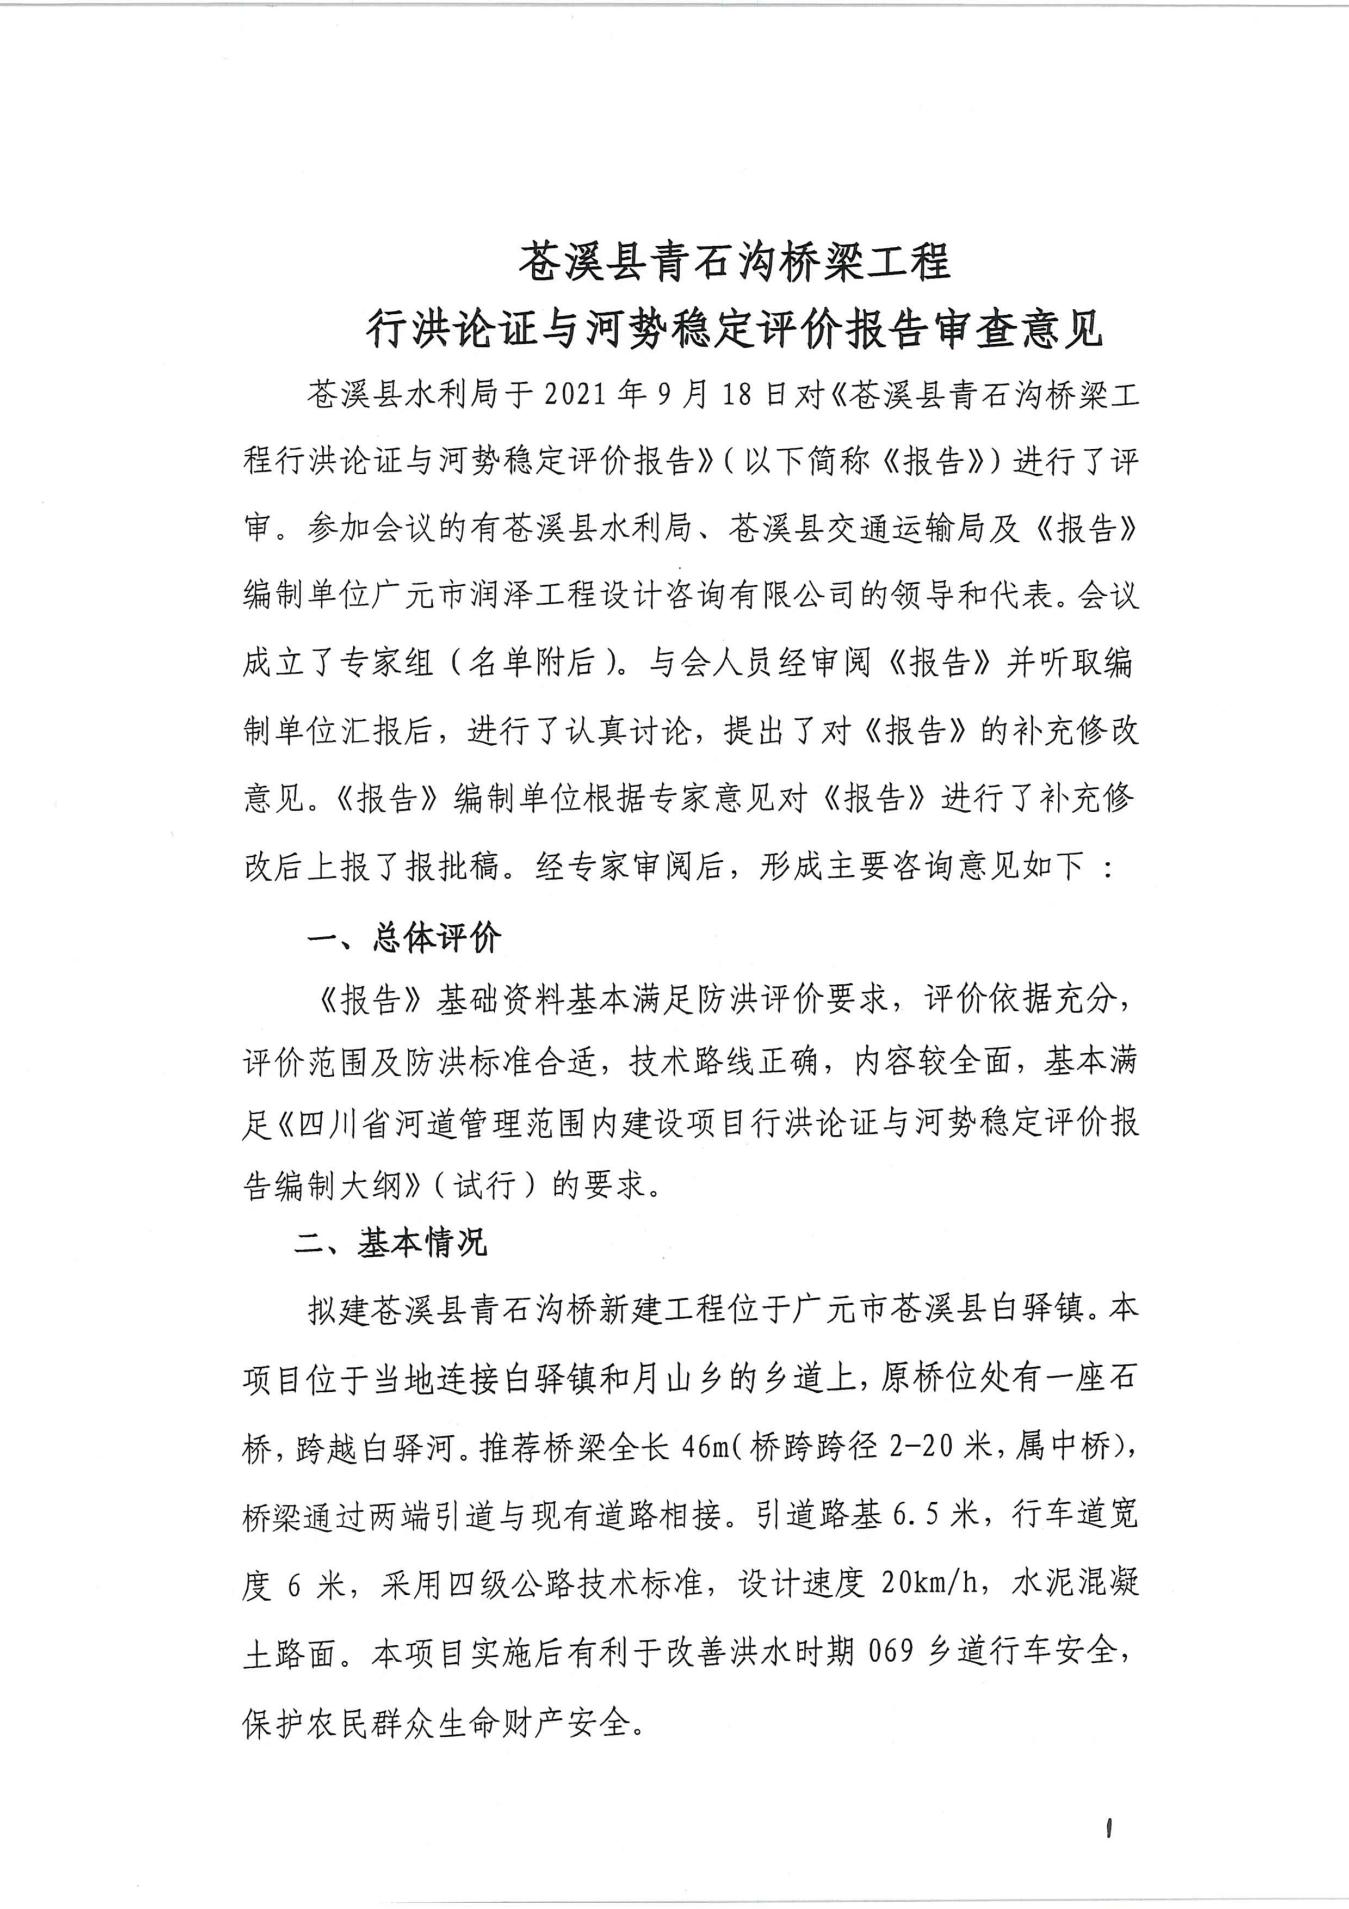 苍溪县青石沟桥梁工程
行洪论证与河势稳定评价报告审查意见
苍溪县水利局于 2021 年 9 月 18 日对《苍溪县青石沟桥梁工
程行洪论证与河势稳定评价报告》（以下简称《报告》）进行了评
审。参加会议的有苍溪县水利局、苍溪县交通运输局及《报告》
编制单位广元市润泽工程设计咨询有限公司的领导和代表。会议
成立了专家组（名单附后）。与会人员经审阅《报告》并听取编
制单位汇报后，进行了认真讨论，提出了对《报告》的补充修改
意见。《报告》编制单位根据专家意见对《报告》进行了补充修
改后上报了报批稿。经专家审阅后，形成主要咨询意见如下：
一、总体评价
《报告》基础资料基本满足防洪评价要求，评价依据充分，
评价范围及防洪标准合适，技术路线正确，内容较全面，基本满
足《四川省河道管理范围内建设项目行洪论证与河势稳定评价报
告编制大纲》（试行）的要求。
二、基本情况
拟建苍溪县青石沟桥新建工程位于广元市苍溪县白驿镇。本
项目位于当地连接白驿镇和月山乡的乡道上，原桥位处有一座石
桥，跨越白驿河。推荐桥梁全长 46m（桥跨跨径 2-20 米，属中桥），
桥梁通过两端引道与现有道路相接。引道路基 6.5 米，行车道宽
度 6 米，采用四级公路技术标准，设计速度 20km/h，水泥混凝
土路面。本项目实施后有利于改善洪水时期 069 乡道行车安全，
保护农民群众生命财产安全。
1